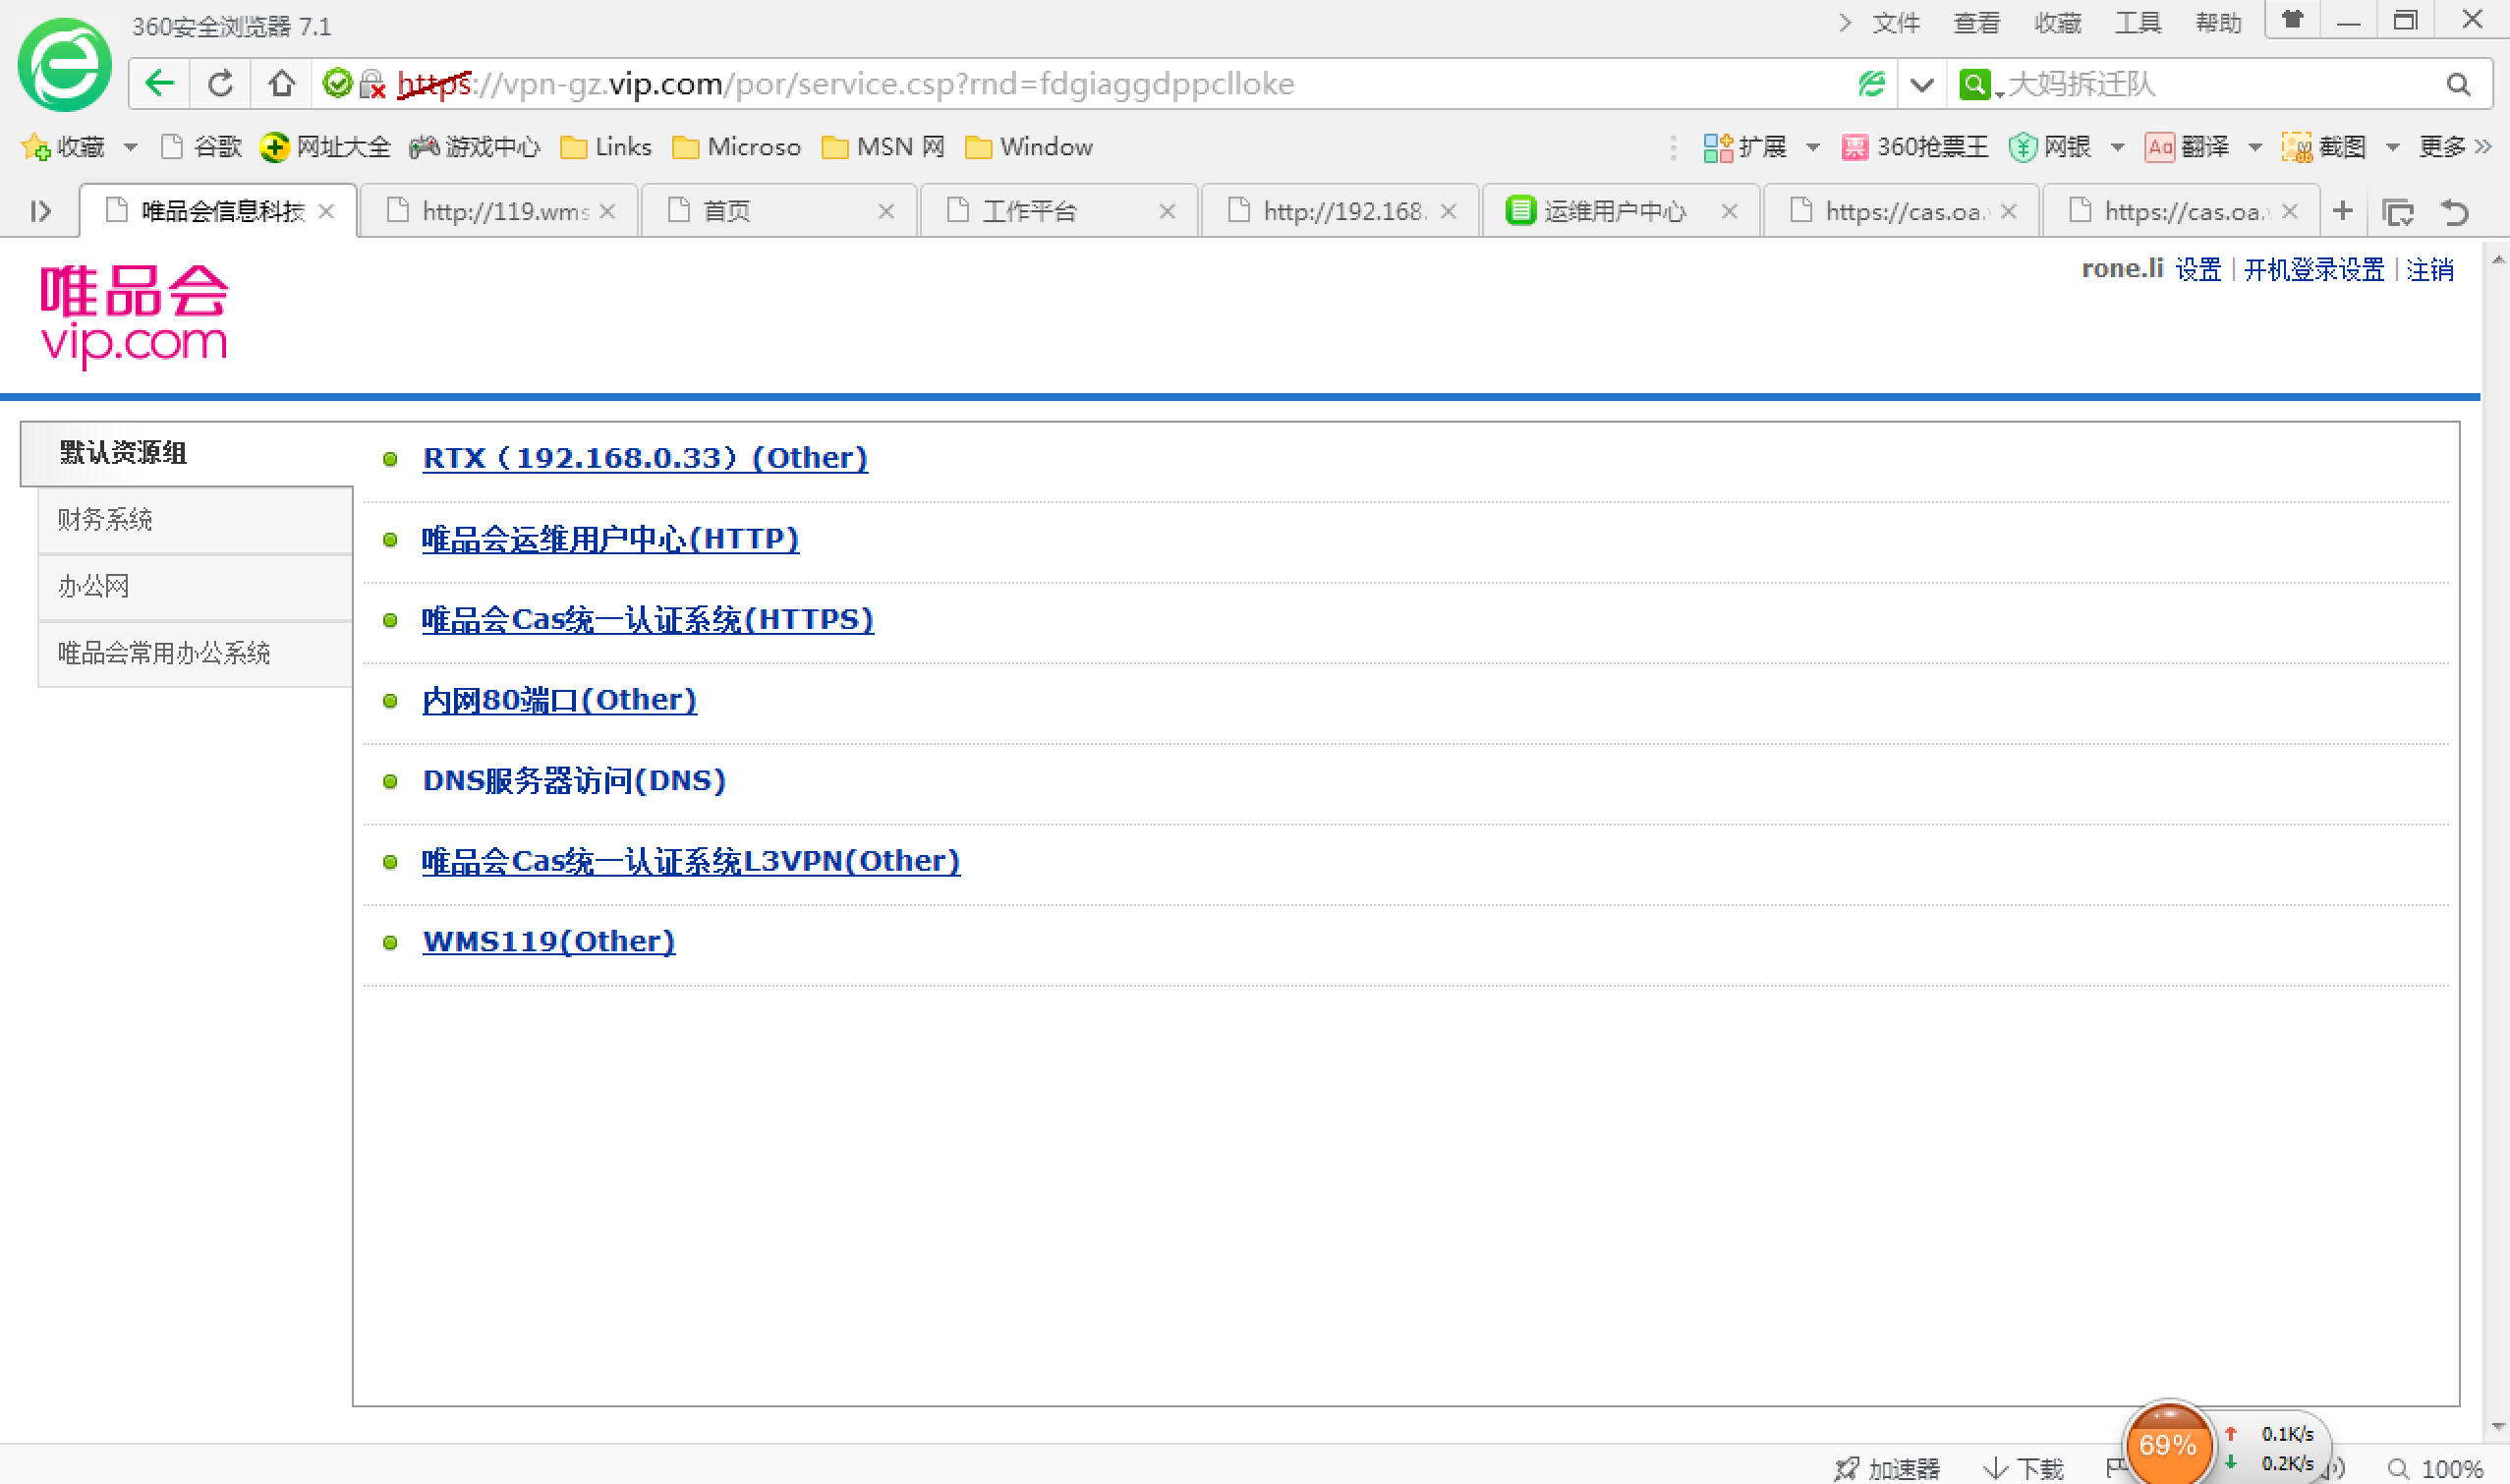 360安全浏览器 7.1
文件 查看 收藏 工具 帮助
https://vpn-gz.vip.com/por/service.csp?rnd=fdgiaggdppclloke
大妈拆迁队
收藏 谷歌 网址大全 游戏中心 Links Microso MSN 网 Window
扩展 360抢票王 网银 翻译 截图 更多
唯品会信息科技 http://119.wms 首页 工作平台 http://192.168. 运维用户中心 https://cas.oa. https://cas.oa.
唯品会
vip.com
rone.li 设置 | 开机登录设置 | 注销
默认资源组
财务系统
办公网
唯品会常用办公系统
RTX（192.168.0.33）(Other)
唯品会运维用户中心(HTTP)
唯品会Cas统一认证系统(HTTPS)
内网80端口(Other)
DNS服务器访问(DNS)
唯品会Cas统一认证系统L3VPN(Other)
WMS119(Other)
69%
0.1K/s
0.2K/s
加速器 下载 100%